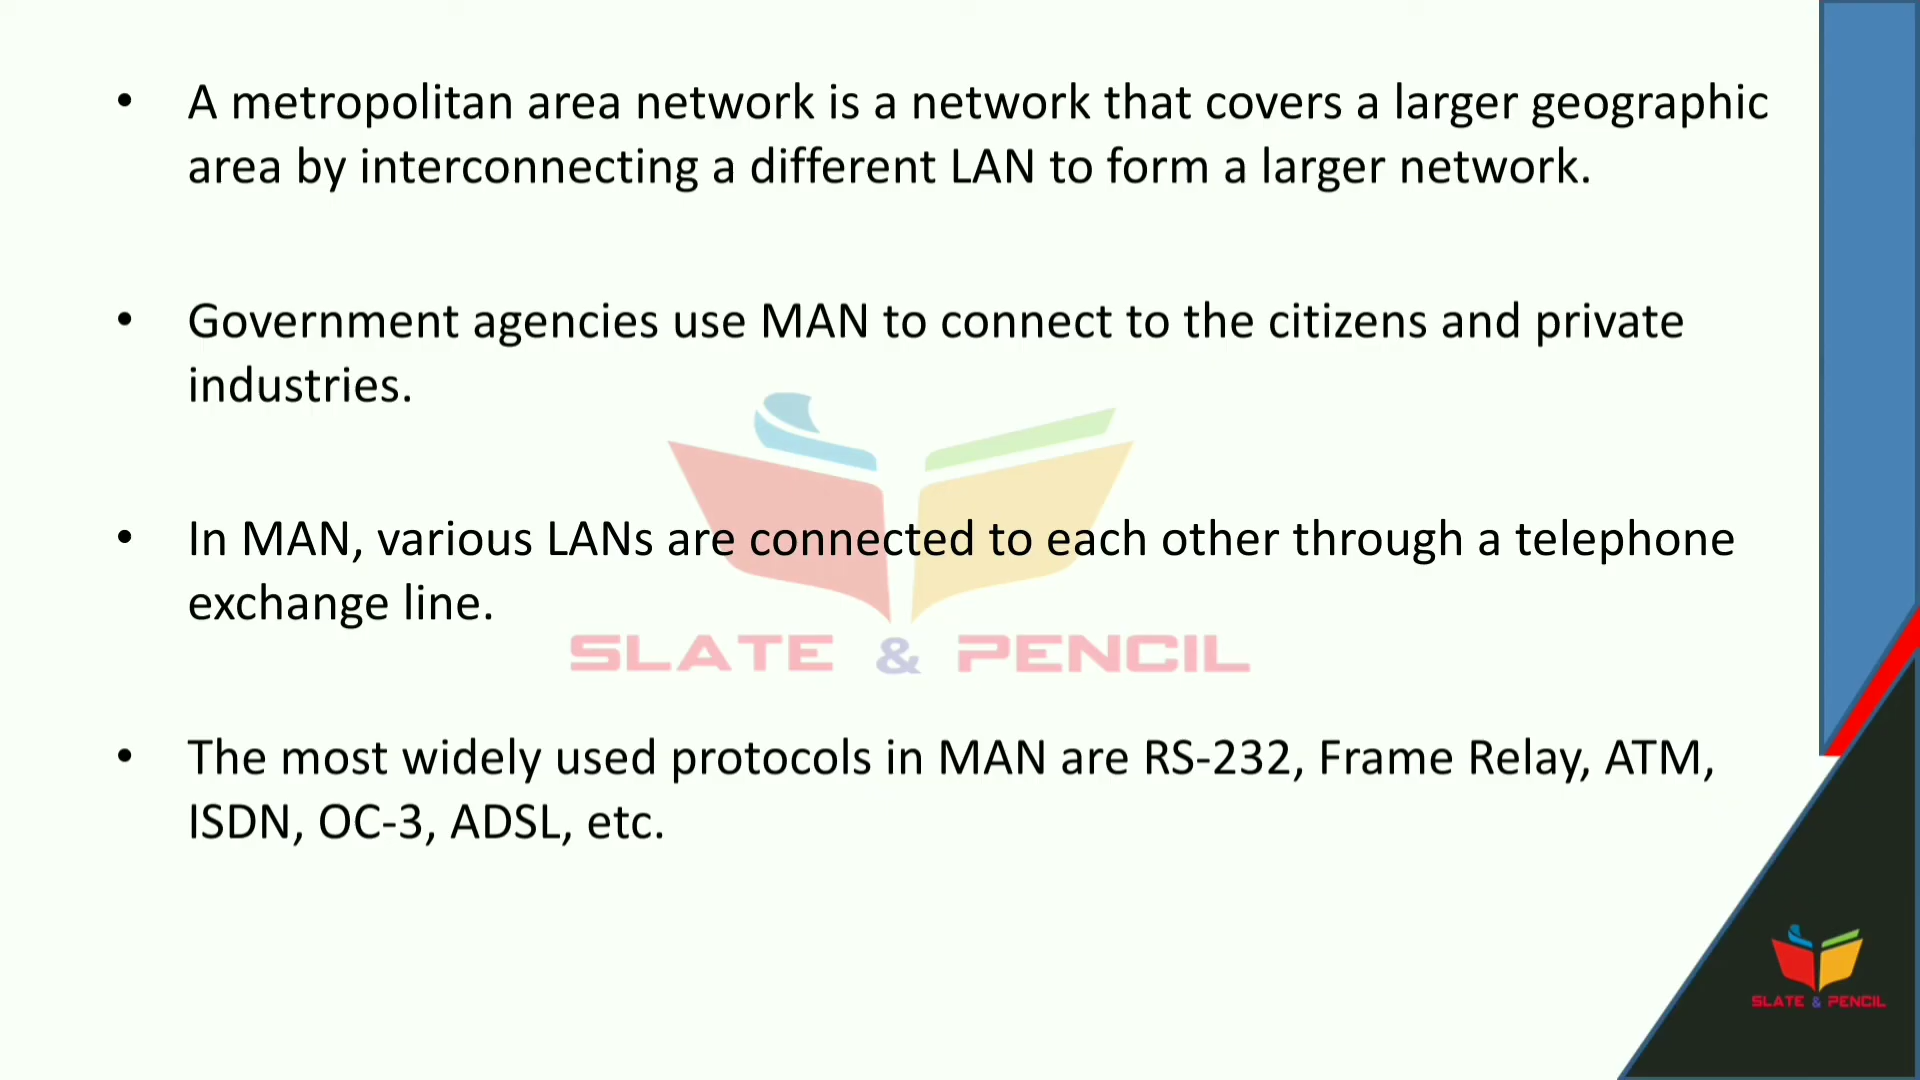 • A metropolitan area network is a network that covers a larger geographic
area by interconnecting a different LAN to form a larger network.
• Government agencies use MAN to connect to the citizens and private
industries.
• In MAN, various LANs are connected to each other through a telephone
exchange line.
SLATE & PENCIL
• The most widely used protocols in MAN are RS-232, Frame Relay, ATM,
ISDN, OC-3, ADSL, etc.
SLATE & PENCIL